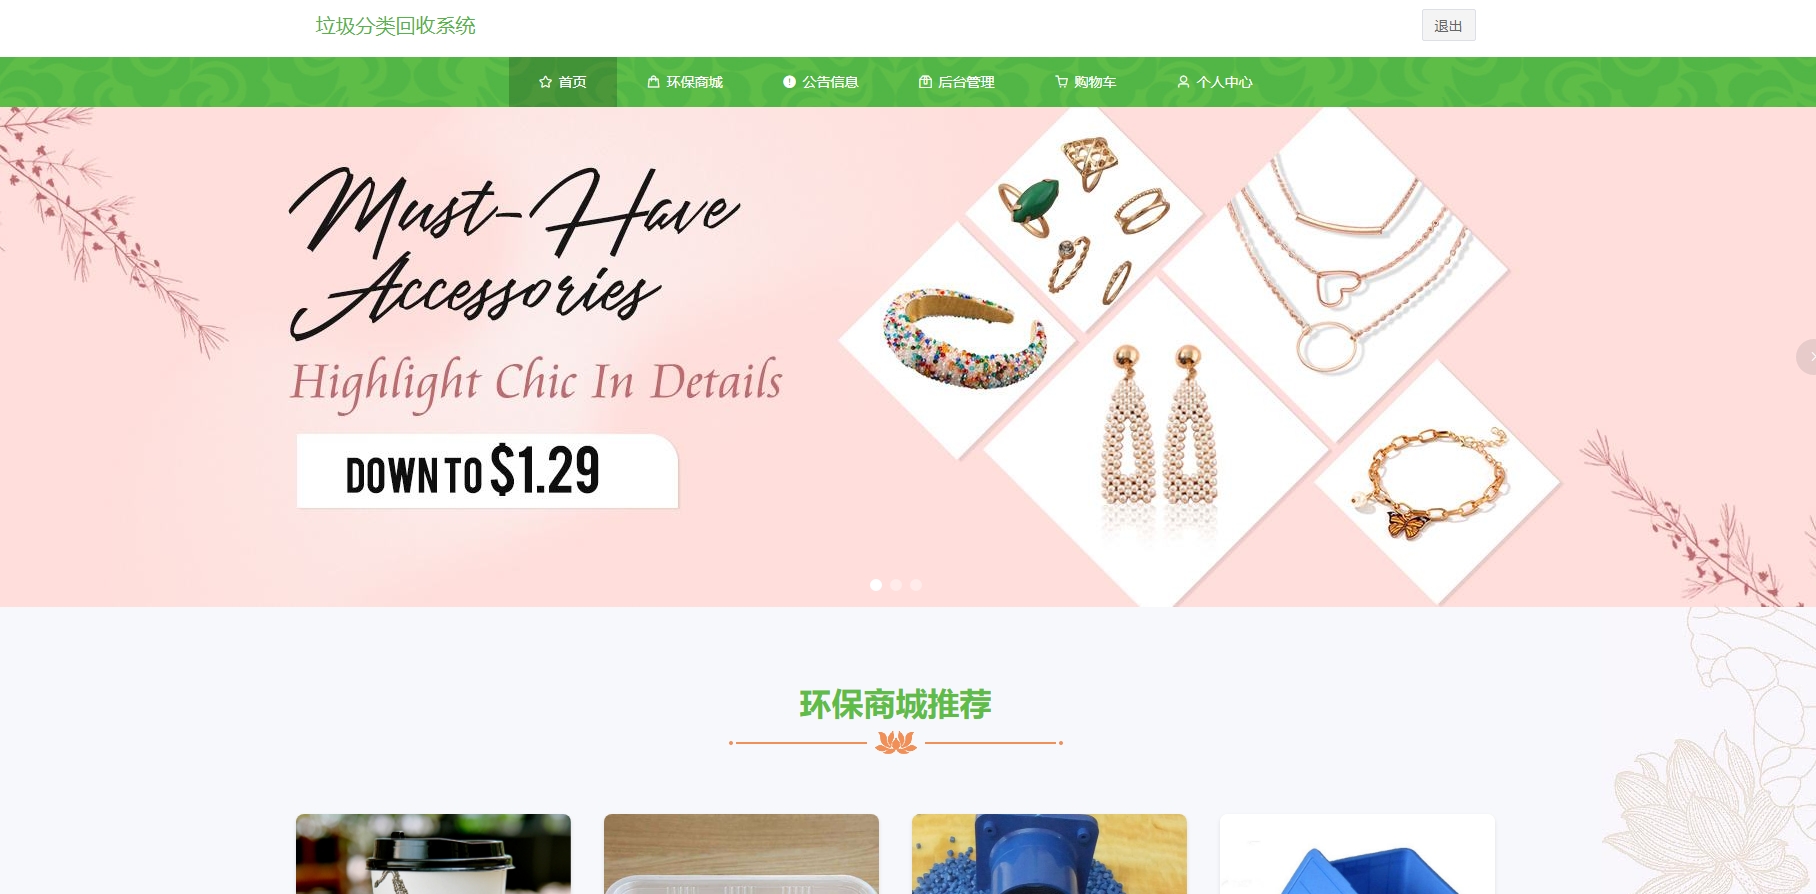 垃圾分类回收系统
退出
首页
环保商城
公告信息
后台管理
购物车
个人中心
Must-Have
Accessories
Highlight Chic In Details
DOWN TO $1.29
环保商城推荐